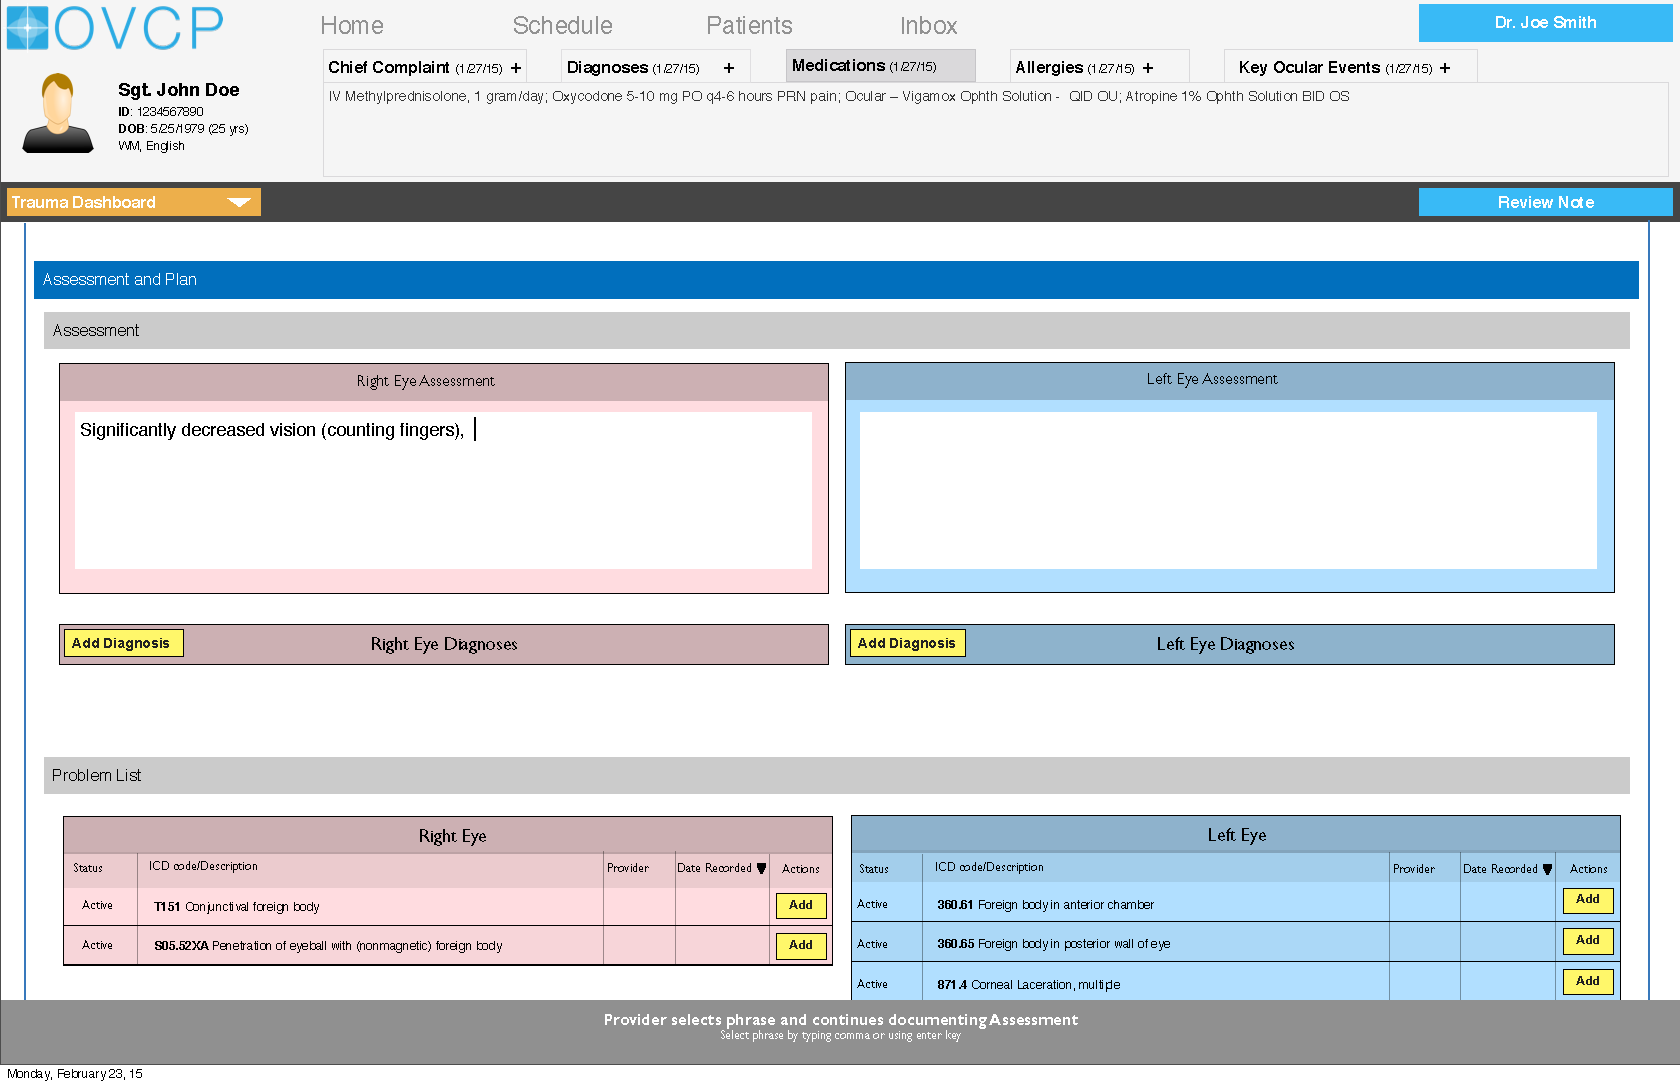 OVCP
Home Schedule Patients Inbox
Dr. Joe Smith
Chief Complaint (1/27/15) + Diagnoses (1/27/15) + Medications (1/27/15) Allergies (1/27/15) + Key Ocular Events (1/27/15) +
Sgt. John Doe
ID: 1234567890
DOB: 5/25/1979 (25 yrs)
WM, English
IV Methylprednisolone, 1 gram/day; Oxycodone 5-10 mg PO q4-6 hours PRN pain; Ocular – Vigamox Ophth Solution - QID OU; Atropine 1% Ophth Solution BID OS
Trauma Dashboard
Review Note
Assessment and Plan
Assessment
Right Eye Assessment
Significantly decreased vision (counting fingers),
Left Eye Assessment
Add Diagnosis Right Eye Diagnoses
Add Diagnosis Left Eye Diagnoses
Problem List
Right Eye
Status ICD code/Description Provider Date Recorded ▼ Actions
Active T151 Conjunctival foreign body Add
Active S05.52XA Penetration of eyeball with (nonmagnetic) foreign body Add
Left Eye
Status ICD code/Description Provider Date Recorded ▼ Actions
Active 360.61 Foreign body in anterior chamber Add
Active 360.65 Foreign body in posterior wall of eye Add
Active 871.4 Corneal Laceration, multiple Add
Provider selects phrase and continues documenting Assessment
Select phrase by typing comma or using enter key
Monday, February 23, 15